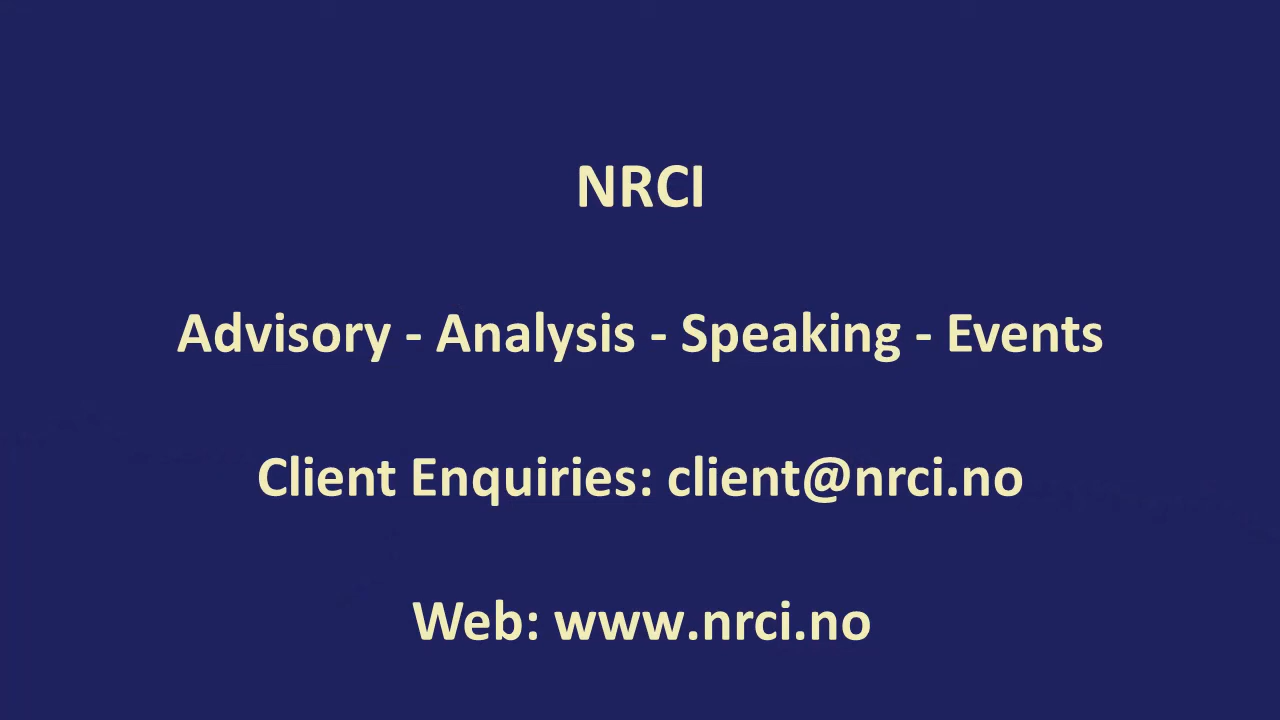 NRCI
Advisory - Analysis - Speaking - Events
Client Enquiries: client@nrci.no
Web: www.nrci.no